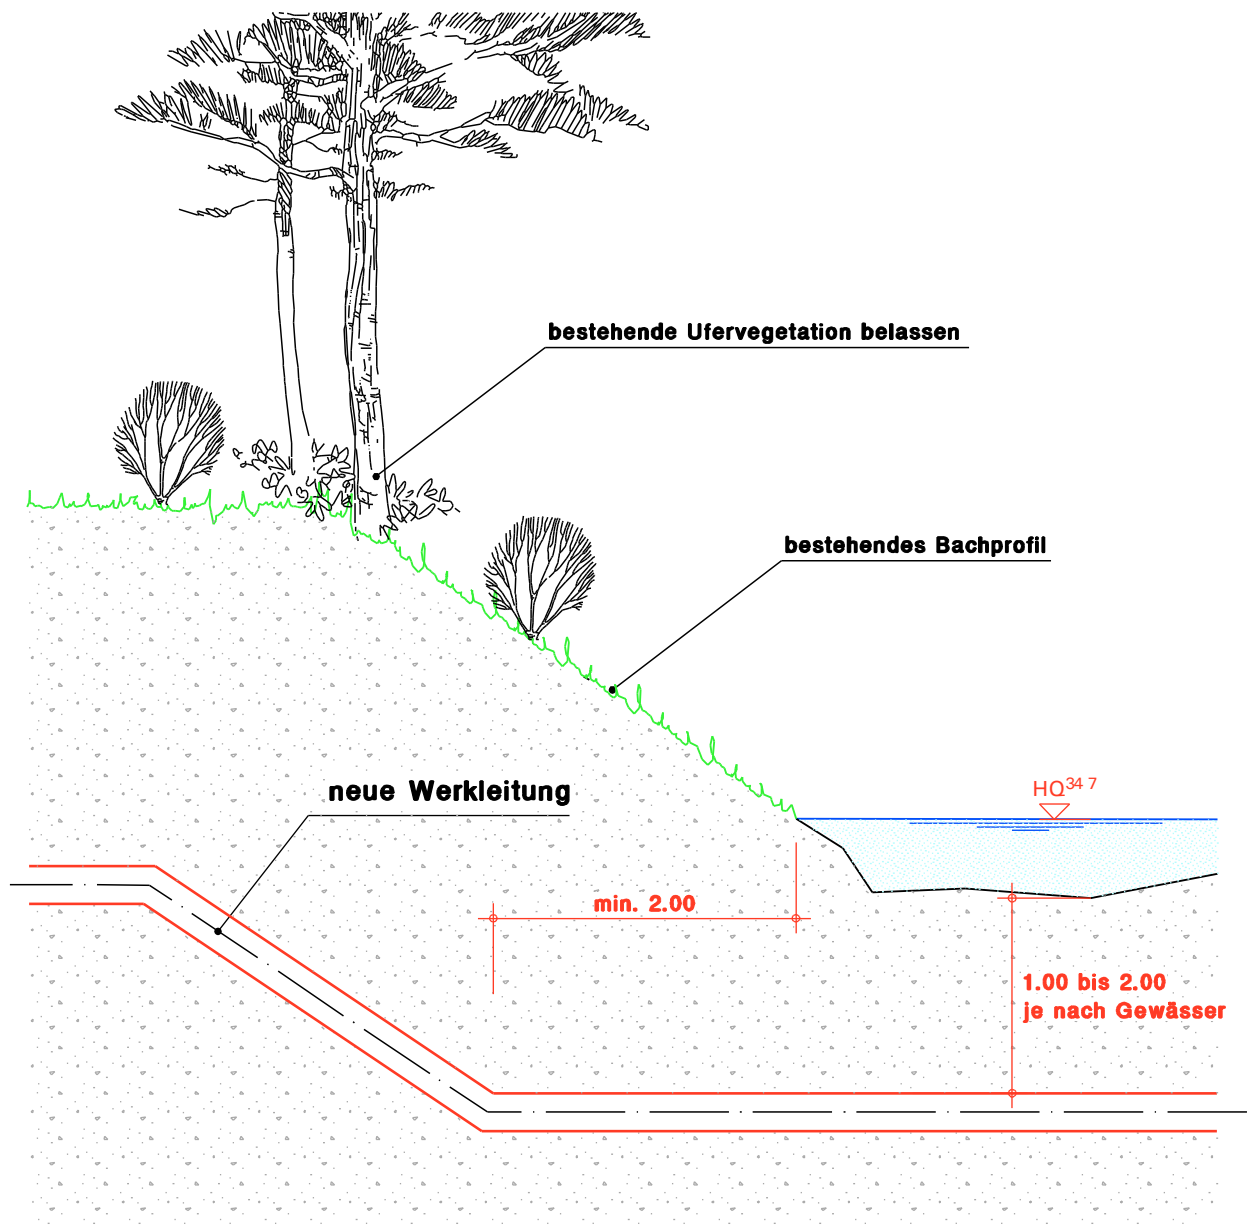 bestehende Ufervegetation belassen
bestehendes Bachprofil
neue Werkleitung
HQ347
min. 2.00
1.00 bis 2.00
je nach Gewässer